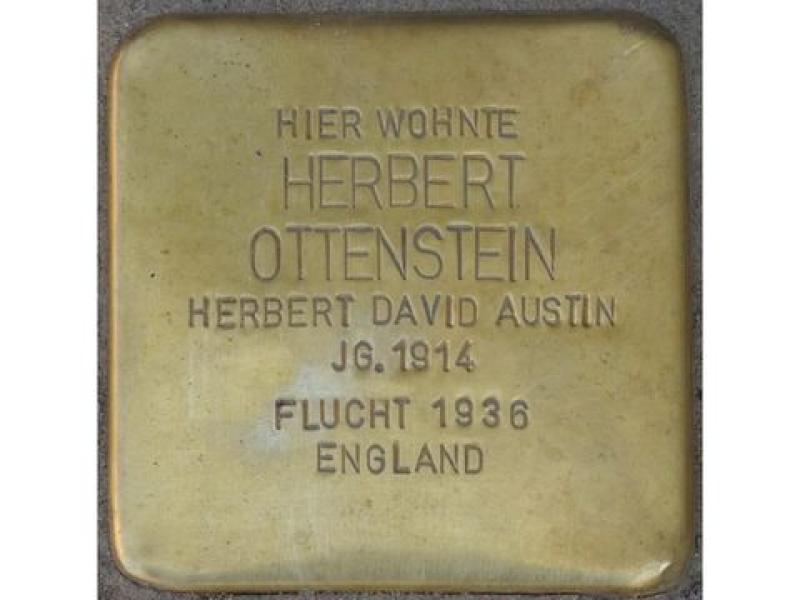 HIER WOHNTE
HERBERT
OTTENSTEIN
HERBERT DAVID AUSTIN
JG. 1914
FLUCHT 1936
ENGLAND